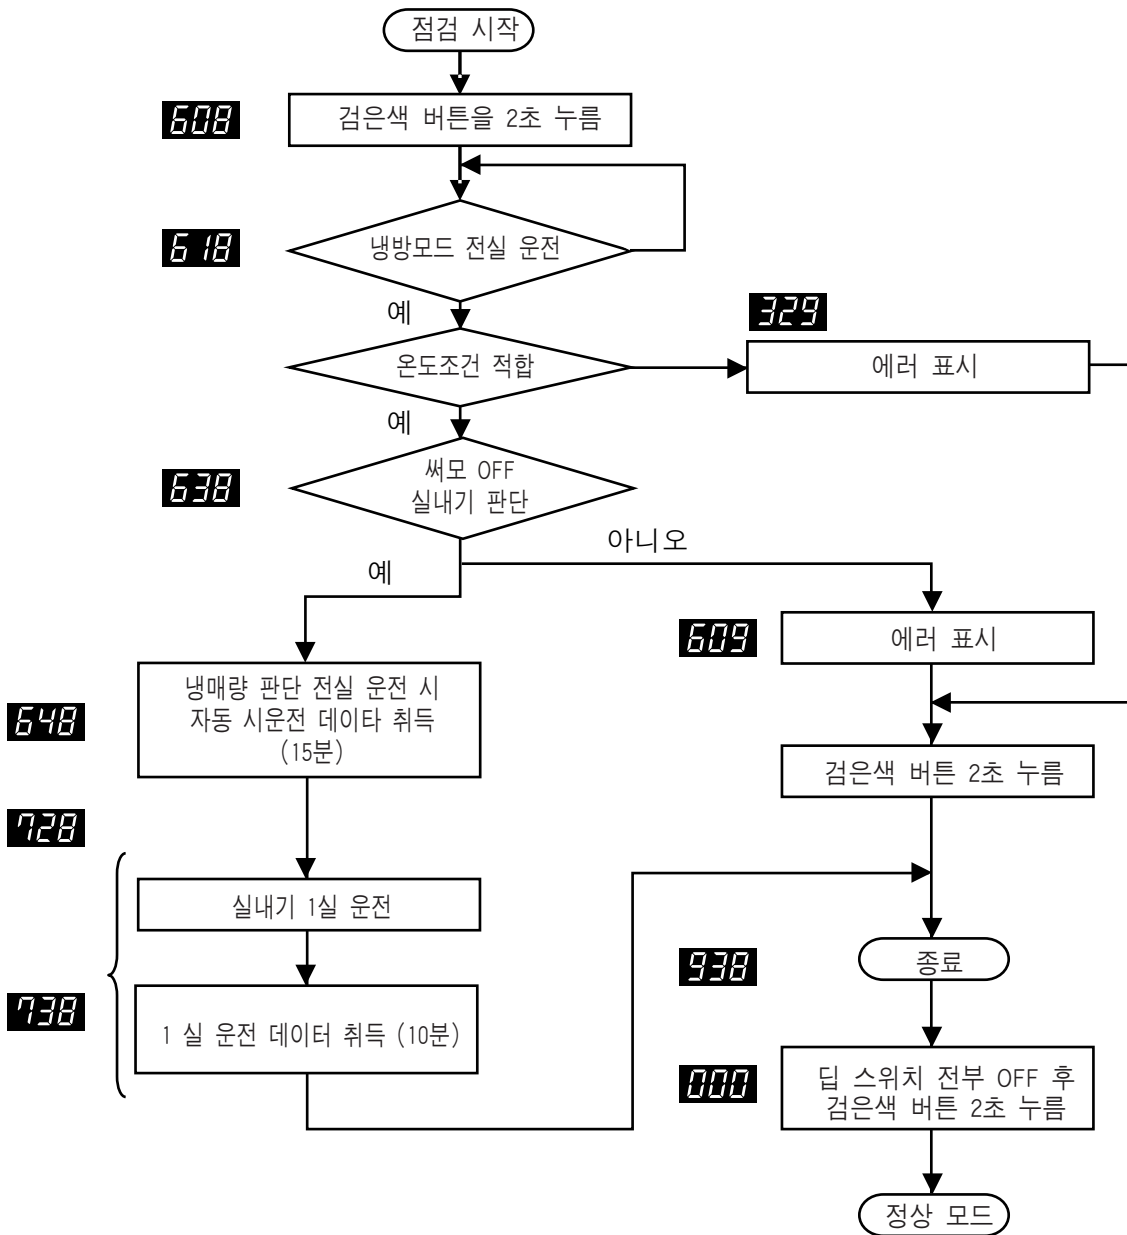 점검 시작
608
검은색 버튼을 2초 누름
618
냉방모드 전실 운전
예
329
온도조건 적합
에러 표시
예
638
써모 OFF
실내기 판단
아니오
예
609
에러 표시
648
냉매량 판단 전실 운전 시
자동 시운전 데이타 취득
(15분)
검은색 버튼 2초 누름
728
실내기 1실 운전
938
종료
738
1 실 운전 데이터 취득 (10분)
000
딥 스위치 전부 OFF 후
검은색 버튼 2초 누름
정상 모드